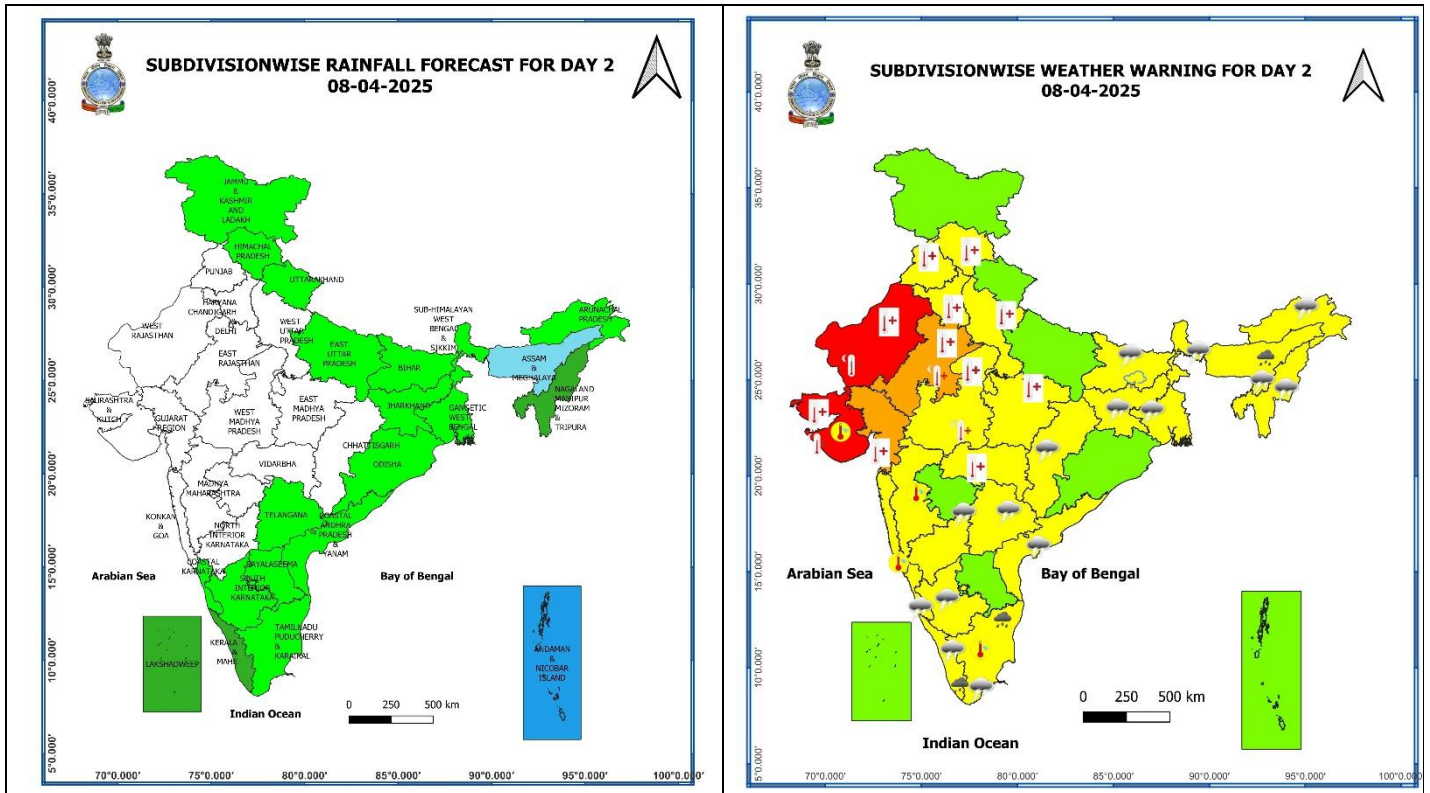 SUBDIVISIONWISE RAINFALL FORECAST FOR DAY 2
08-04-2025
40°0.000'
35°0.000'
30°0.000'
25°0.000'
20°0.000'
15°0.000'
10°0.000'
5°0.000'
JAMMU
&
KASHMIR
AND
LADAKH
HIMACHAL
PRADESH
PUNJAB
UTTARAKHAND
HARYANA
CHANDIGARH
&
DELHI
WEST
RAJASTHAN
WEST
UTTAR
PRADESH
SUB-HIMALAYAN
WEST
BENGAL
&
SIKKIM
ARUNACHAL
PRADESH
EAST
RAJASTHAN
EAST
UTTAR
PRADESH
BIHAR
ASSAM
&
MEGHALAYA
NAGALAND
MANIPUR
MIZORAM
&
TRIPURA
SAURASHTRA
&
KUTCH
GUJARAT
REGION
WEST
MADHYA
PRADESH
EAST
MADHYA
PRADESH
JHARKHAND
GANGETIC
WEST
BENGAL
CHHATTISGARH
ODISHA
VIDARBHA
MADHYA
MAHARASHTRA
KONKAN
&
GOA
NORTH
INTERIOR
KARNATAKA
TELANGANA
COASTAL
ANDHRA
PRADESH
&
YANAM
COASTAL
KARNATAKA
RAYALASEEMA
SOUTH
INTERIOR
KARNATAKA
Arabian Sea
Bay of Bengal
TAMILNADU
PUDUCHERRY
&
KARAIKAL
KERALA
&
MAHE
LAKSHADWEEP
ANDAMAN
&
NICOBAR
ISLAND
Indian Ocean
0 250 500 km
70°0.000' 75°0.000' 80°0.000' 85°0.000' 90°0.000' 95°0.000' 100°0.000'
SUBDIVISIONWISE WEATHER WARNING FOR DAY 2
08-04-2025
40°0.000'
35°0.000'
30°0.000'
25°0.000'
20°0.000'
15°0.000'
10°0.000'
5°0.000'
Arabian Sea
Bay of Bengal
0 250 500 km
Indian Ocean
70°0.000' 75°0.000' 80°0.000' 85°0.000' 90°0.000' 95°0.000' 100°0.000'